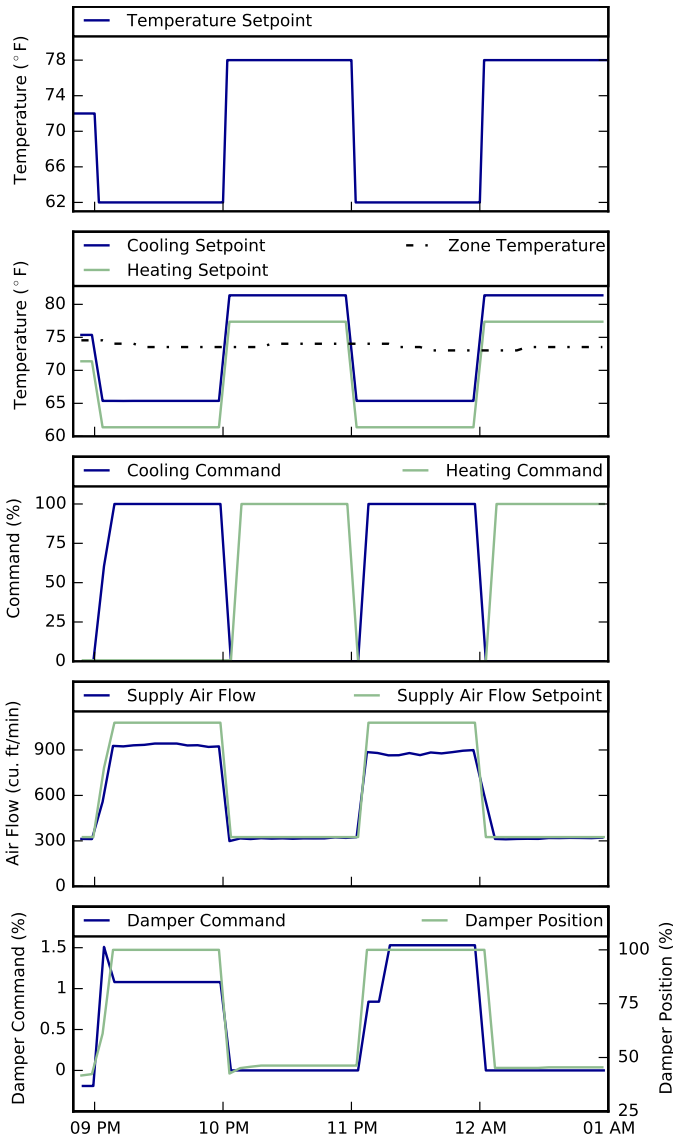 Temperature Setpoint
Temperature (°F)
78
74
70
66
62
Cooling Setpoint
Zone Temperature
Heating Setpoint
Temperature (°F)
80
75
70
65
60
Cooling Command
Heating Command
Command (%)
100
75
50
25
0
Supply Air Flow
Supply Air Flow Setpoint
Air Flow (cu. ft/min)
900
600
300
0
Damper Command
Damper Position
Damper Command (%)
1.5
1
0.5
0
100
75
50
25
Damper Position (%)
09 PM
10 PM
11 PM
12 AM
01 AM